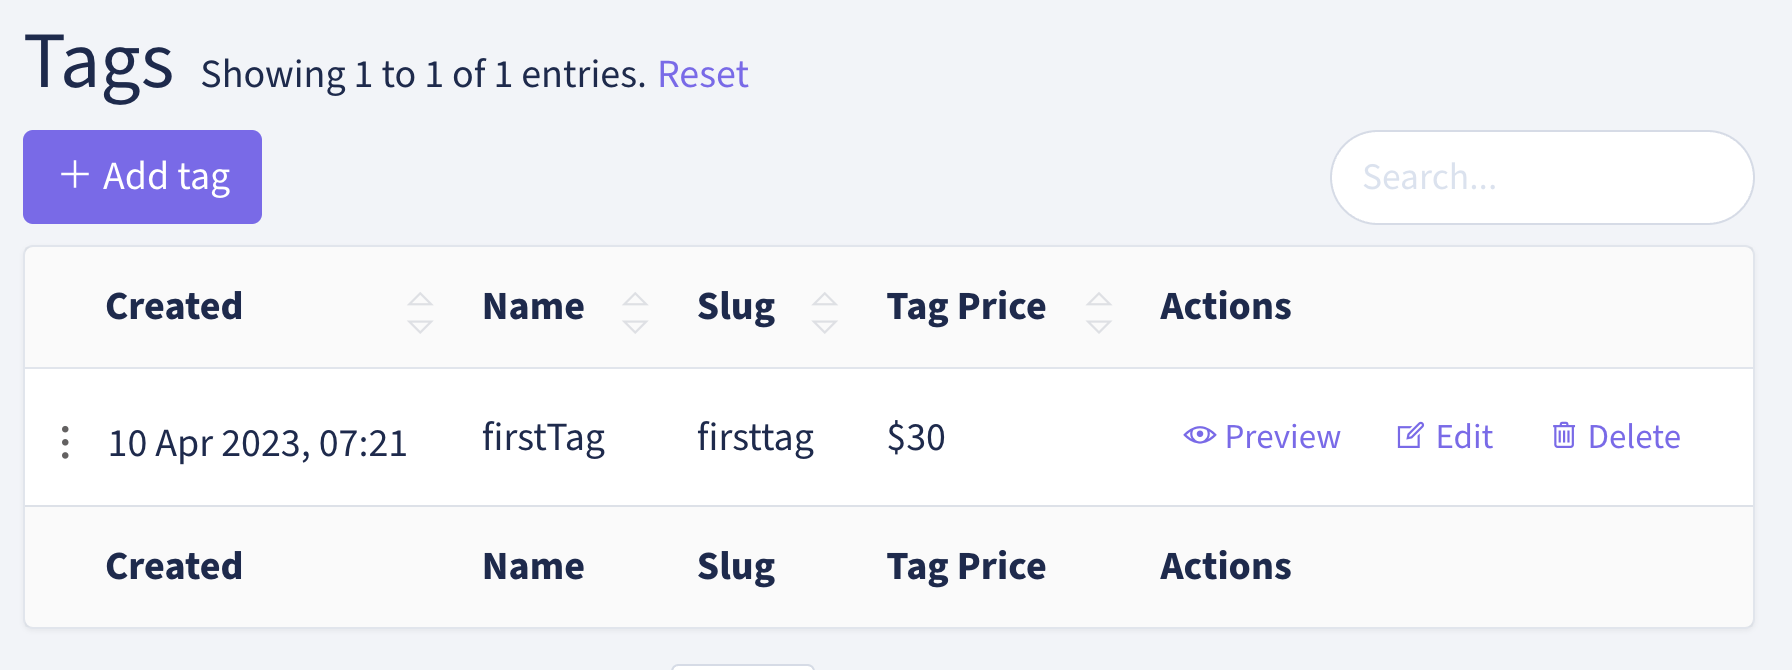 Tags Showing 1 to 1 of 1 entries. Reset
+ Add tag
Search...
Created Name Slug Tag Price Actions
10 Apr 2023, 07:21 firstTag firsttag $30 Preview Edit Delete
Created Name Slug Tag Price Actions